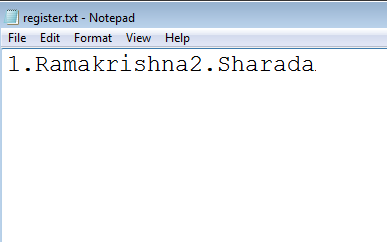 register.txt - Notepad
File Edit Format View Help
1.Ramakrishna2.Sharada